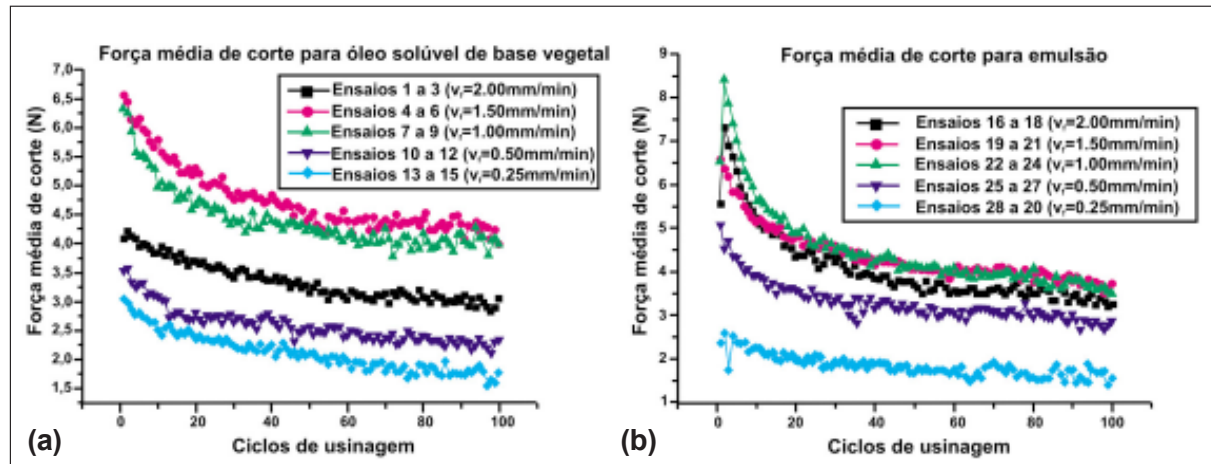 Força média de corte para óleo solúvel de base vegetal
Força média de corte (N)
7,0
6,5
6,0
5,5
5,0
4,5
4,0
3,5
3,0
2,5
2,0
1,5
Ensaios 1 a 3 (vf=2.00mm/min)
Ensaios 4 a 6 (vf=1.50mm/min)
Ensaios 7 a 9 (vf=1.00mm/min)
Ensaios 10 a 12 (vf=0.50mm/min)
Ensaios 13 a 15 (vf=0.25mm/min)
0 20 40 60 80 100
Ciclos de usinagem
(a)
Força média de corte para emulsão
Força média de corte (N)
9
8
7
6
5
4
3
2
1
Ensaios 16 a 18 (vf=2.00mm/min)
Ensaios 19 a 21 (vf=1.50mm/min)
Ensaios 22 a 24 (vf=1.00mm/min)
Ensaios 25 a 27 (vf=0.50mm/min)
Ensaios 28 a 20 (vf=0.25mm/min)
0 20 40 60 80 100
Ciclos de usinagem
(b)